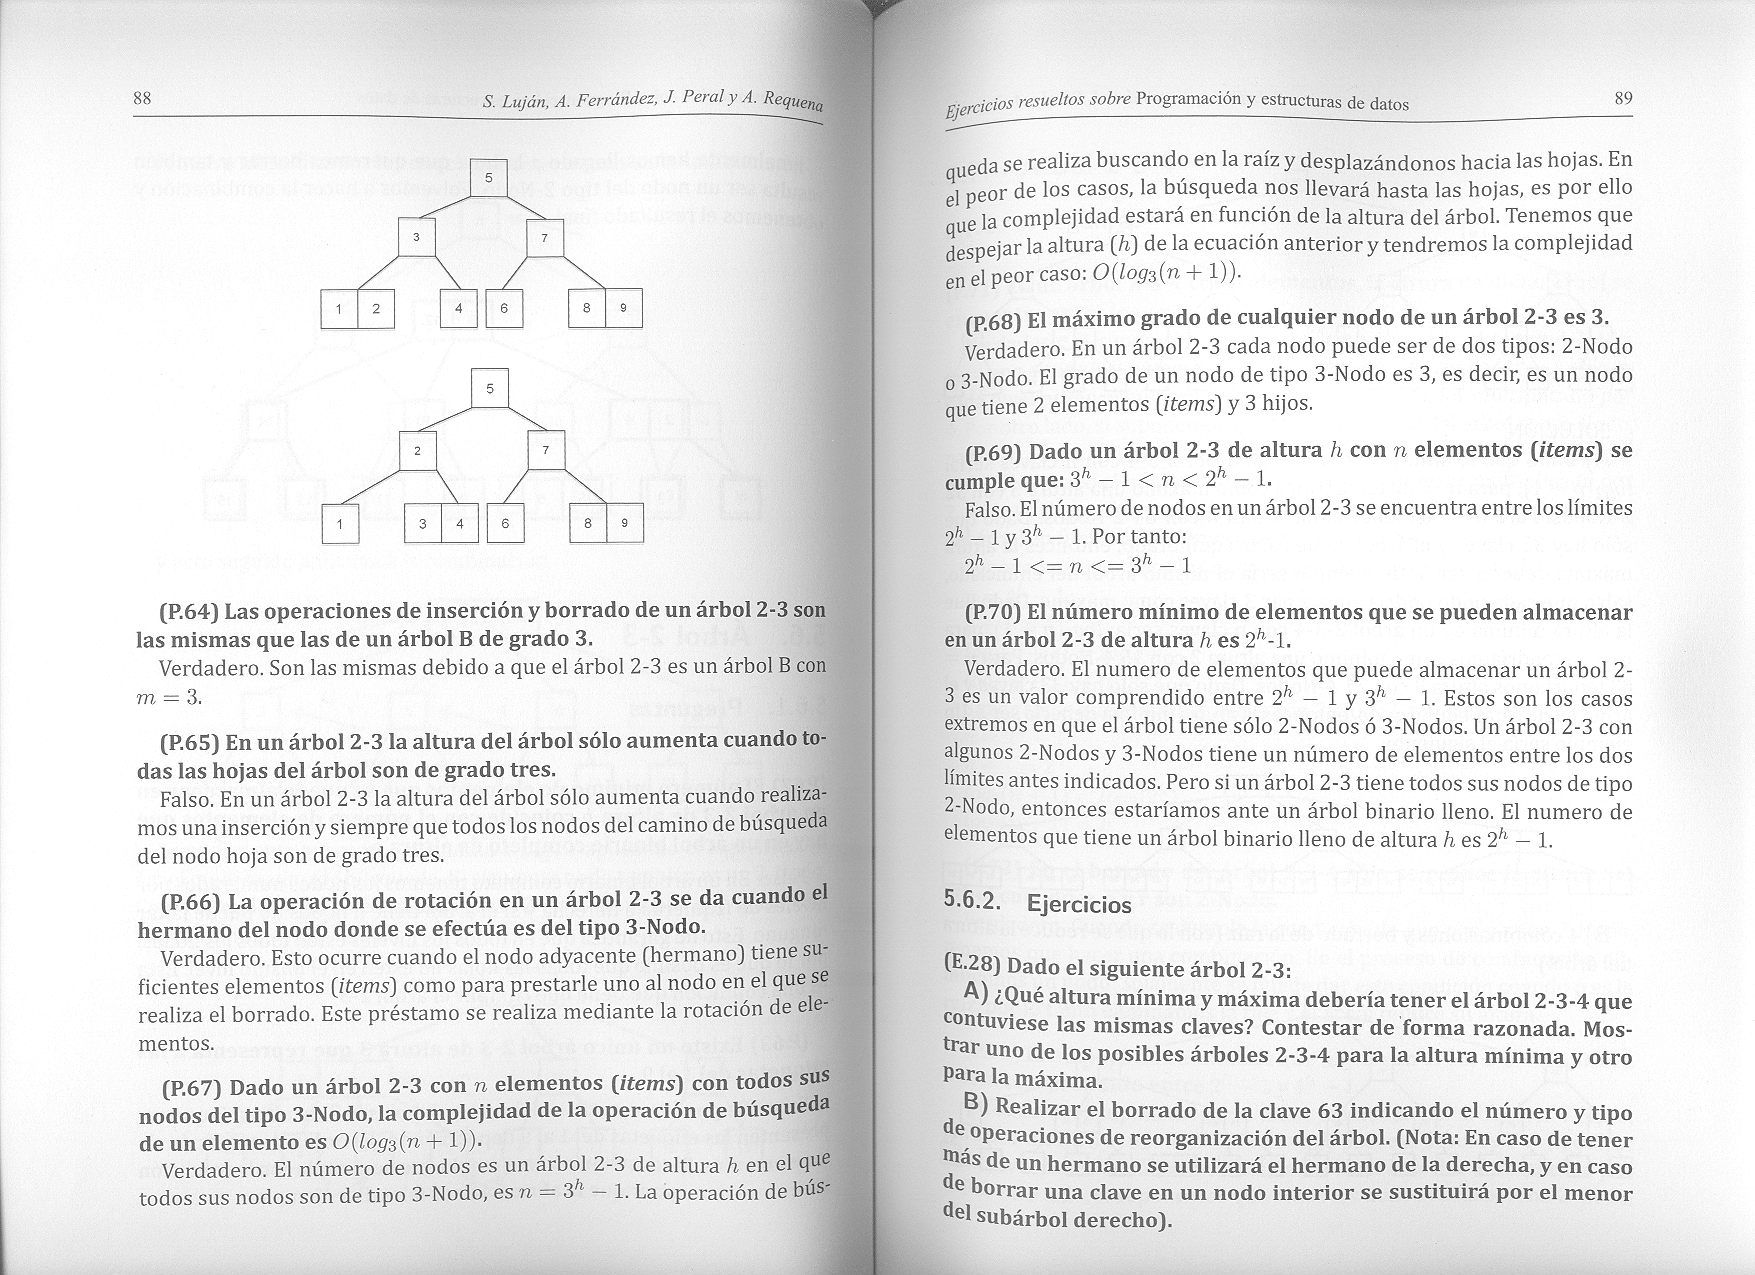 88
S. Luján, A. Ferrández, J. Peral y A. Requena
5
3
7
1 2
4
6
8 9
5
2
7
1
3 4
6
8 9
(P.64) Las operaciones de inserción y borrado de un árbol 2-3 son
las mismas que las de un árbol B de grado 3.
Verdadero. Son las mismas debido a que el árbol 2-3 es un árbol B con
m = 3.
(P.65) En un árbol 2-3 la altura del árbol sólo aumenta cuando to-
das las hojas del árbol son de grado tres.
Falso. En un árbol 2-3 la altura del árbol sólo aumenta cuando realiza-
mos una inserción y siempre que todos los nodos del camino de búsqueda
del nodo hoja son de grado tres.
(P.66) La operación de rotación en un árbol 2-3 se da cuando el
hermano del nodo donde se efectúa es del tipo 3-Nodo.
Verdadero. Esto ocurre cuando el nodo adyacente (hermano) tiene su-
ficientes elementos (items) como para prestarle uno al nodo en el que se
realiza el borrado. Este préstamo se realiza mediante la rotación de ele-
mentos.
(P.67) Dado un árbol 2-3 con n elementos (items) con todos sus
nodos del tipo 3-Nodo, la complejidad de la operación de búsqueda
de un elemento es O(log₃(n + 1)).
Verdadero. El número de nodos es un árbol 2-3 de altura h en el que
todos sus nodos son de tipo 3-Nodo, es n = 3ʰ − 1. La operación de bús-
Ejercicios resueltos sobre Programación y estructuras de datos
89
queda se realiza buscando en la raíz y desplazándonos hacia las hojas. En
el peor de los casos, la búsqueda nos llevará hasta las hojas, es por ello
que la complejidad estará en función de la altura del árbol. Tenemos que
despejar la altura (h) de la ecuación anterior y tendremos la complejidad
en el peor caso: O(log₃(n + 1)).
(P.68) El máximo grado de cualquier nodo de un árbol 2-3 es 3.
Verdadero. En un árbol 2-3 cada nodo puede ser de dos tipos: 2-Nodo
o 3-Nodo. El grado de un nodo de tipo 3-Nodo es 3, es decir, es un nodo
que tiene 2 elementos (items) y 3 hijos.
(P.69) Dado un árbol 2-3 de altura h con n elementos (items) se
cumple que: 3ʰ − 1 < n < 2ʰ − 1.
Falso. El número de nodos en un árbol 2-3 se encuentra entre los límites
2ʰ − 1 y 3ʰ − 1. Por tanto:
2ʰ − 1 <= n <= 3ʰ − 1
(P.70) El número mínimo de elementos que se pueden almacenar
en un árbol 2-3 de altura h es 2ʰ-1.
Verdadero. El numero de elementos que puede almacenar un árbol 2-
3 es un valor comprendido entre 2ʰ − 1 y 3ʰ − 1. Estos son los casos
extremos en que el árbol tiene sólo 2-Nodos ó 3-Nodos. Un árbol 2-3 con
algunos 2-Nodos y 3-Nodos tiene un número de elementos entre los dos
límites antes indicados. Pero si un árbol 2-3 tiene todos sus nodos de tipo
2-Nodo, entonces estaríamos ante un árbol binario lleno. El numero de
elementos que tiene un árbol binario lleno de altura h es 2ʰ − 1.
5.6.2. Ejercicios
(E.28) Dado el siguiente árbol 2-3:
A) ¿Qué altura mínima y máxima debería tener el árbol 2-3-4 que
contuviese las mismas claves? Contestar de forma razonada. Mos-
trar uno de los posibles árboles 2-3-4 para la altura mínima y otro
para la máxima.
B) Realizar el borrado de la clave 63 indicando el número y tipo
de operaciones de reorganización del árbol. (Nota: En caso de tener
más de un hermano se utilizará el hermano de la derecha, y en caso
de borrar una clave en un nodo interior se sustituirá por el menor
del subárbol derecho).